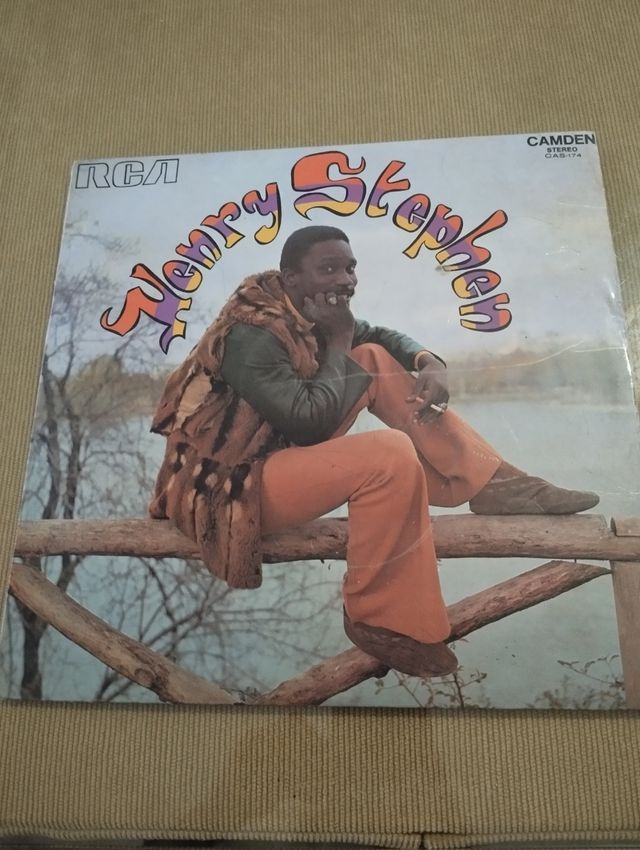 RCA
CAMDEN
STEREO
CAS-174
Henry Stephen